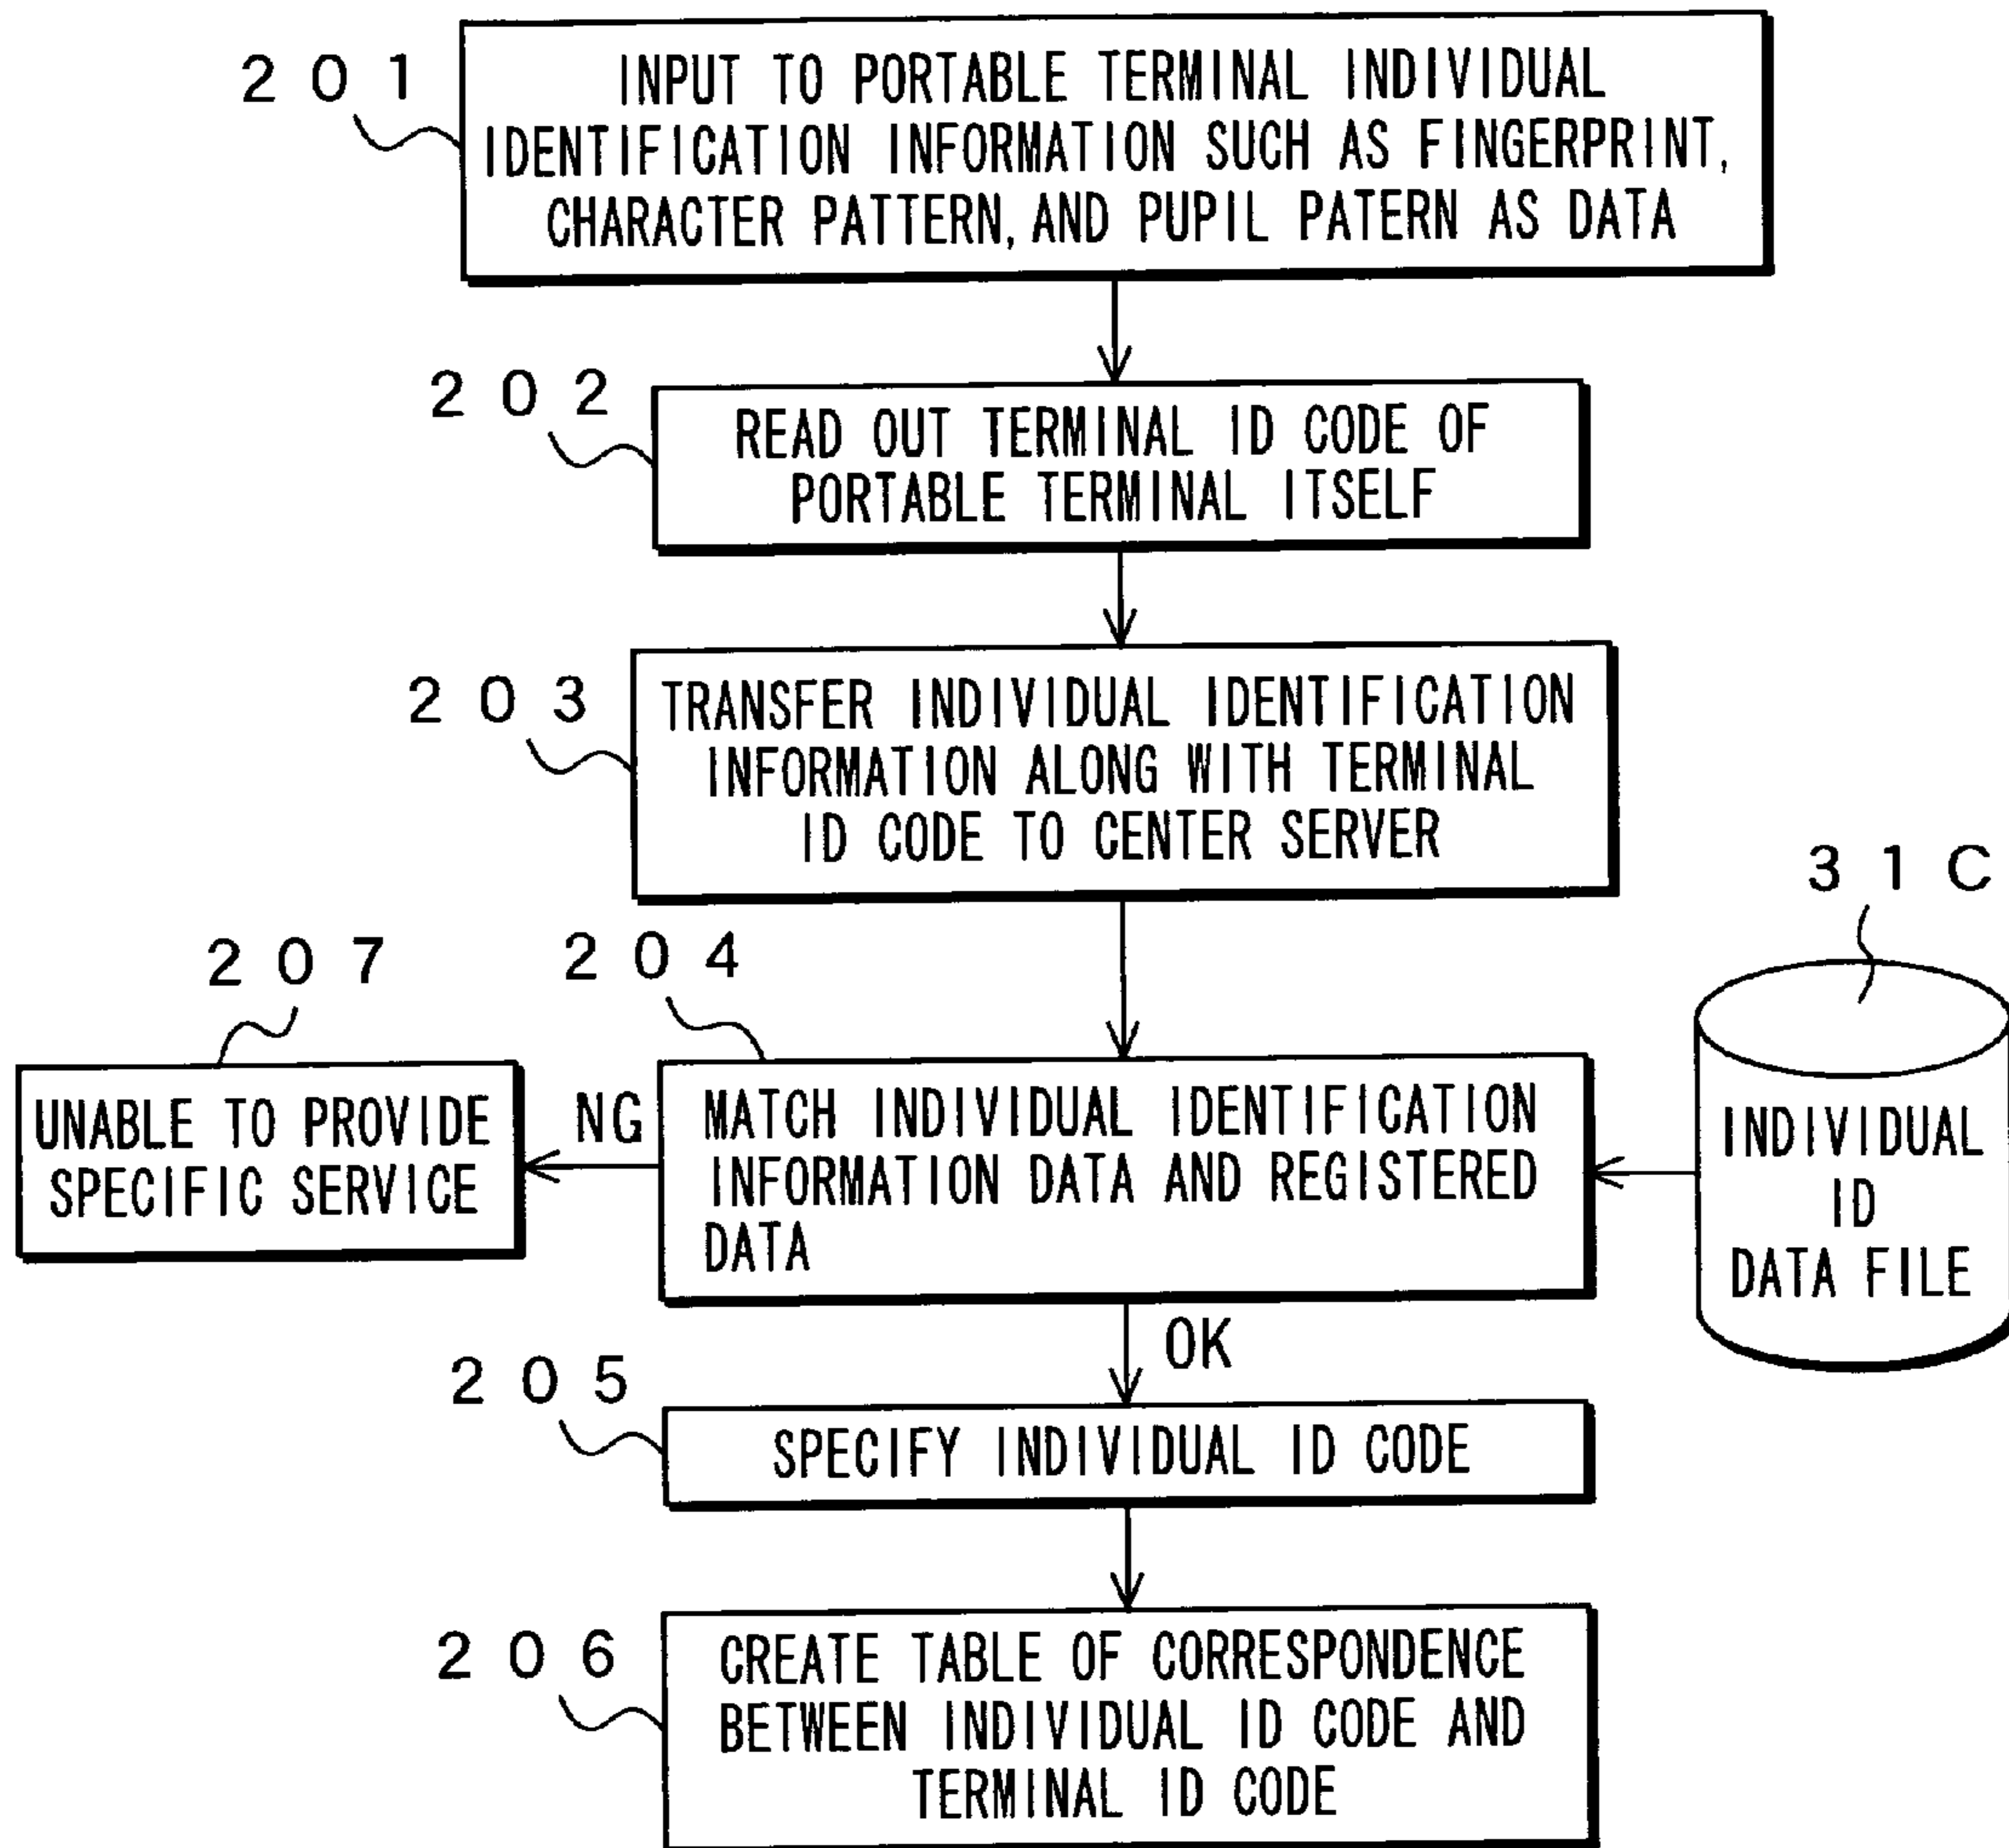 201
INPUT TO PORTABLE TERMINAL INDIVIDUAL
IDENTIFICATION INFORMATION SUCH AS FINGERPRINT,
CHARACTER PATTERN, AND PUPIL PATERN AS DATA
202
READ OUT TERMINAL ID CODE OF
PORTABLE TERMINAL ITSELF
203
TRANSFER INDIVIDUAL IDENTIFICATION
INFORMATION ALONG WITH TERMINAL
ID CODE TO CENTER SERVER
31C
INDIVIDUAL
ID
DATA FILE
204
MATCH INDIVIDUAL IDENTIFICATION
INFORMATION DATA AND REGISTERED
DATA
NG
207
UNABLE TO PROVIDE
SPECIFIC SERVICE
OK
205
SPECIFY INDIVIDUAL ID CODE
206
CREATE TABLE OF CORRESPONDENCE
BETWEEN INDIVIDUAL ID CODE AND
TERMINAL ID CODE